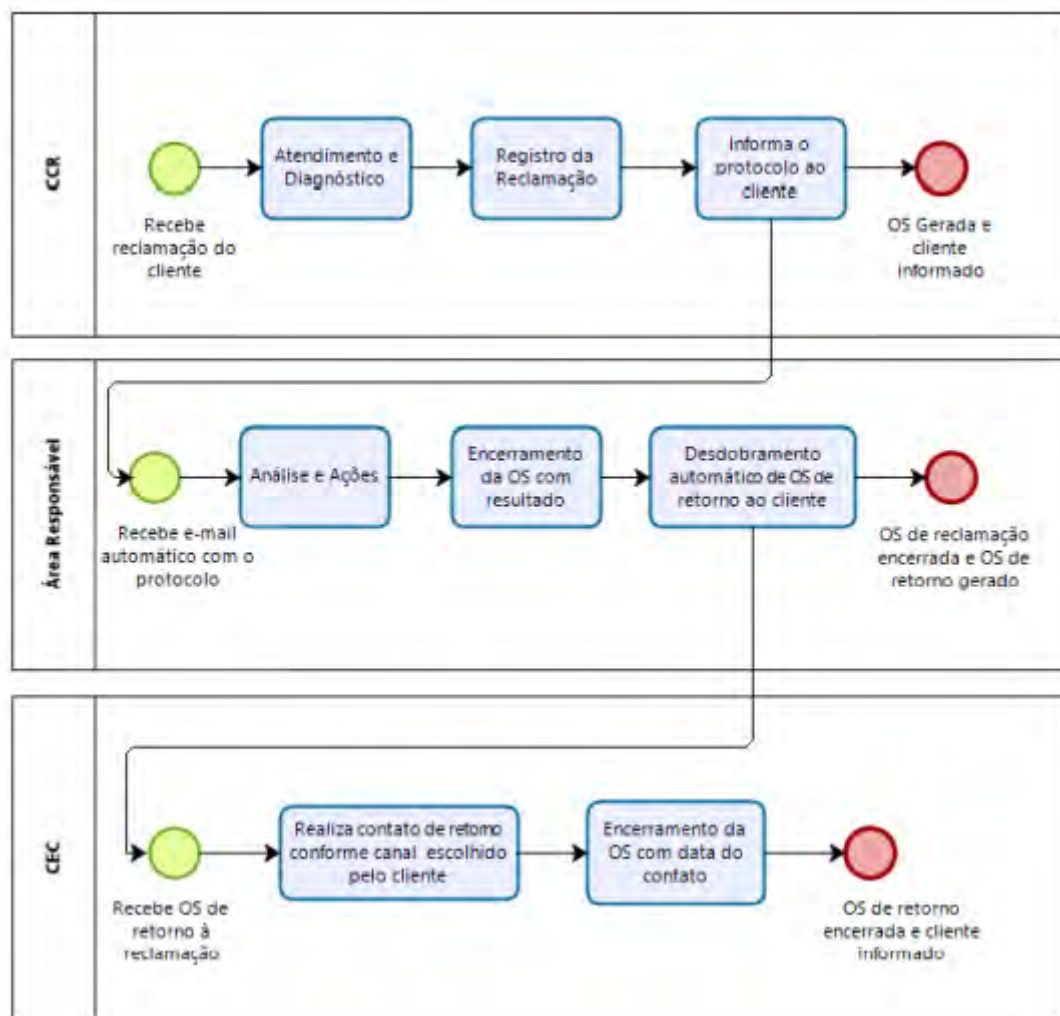 CCR
Atendimento e
Diagnóstico
Registro da
Reclamação
Informa o
protocolo ao
cliente
Recebe
reclamação do
cliente
OS Gerada e
cliente
informado
Área Responsável
Análise e Ações
Encerramento
da OS com
resultado
Desdobramento
automático de OS de
retorno ao cliente
Recebe e-mail
automático com o
protocolo
OS de reclamação
encerrada e OS de
retorno gerado
CEC
Realiza contato de retorno
conforme canal escolhido
pelo cliente
Encerramento da
OS com data do
contato
Recebe OS de
retorno à
reclamação
OS de retorno
encerrada e cliente
informado